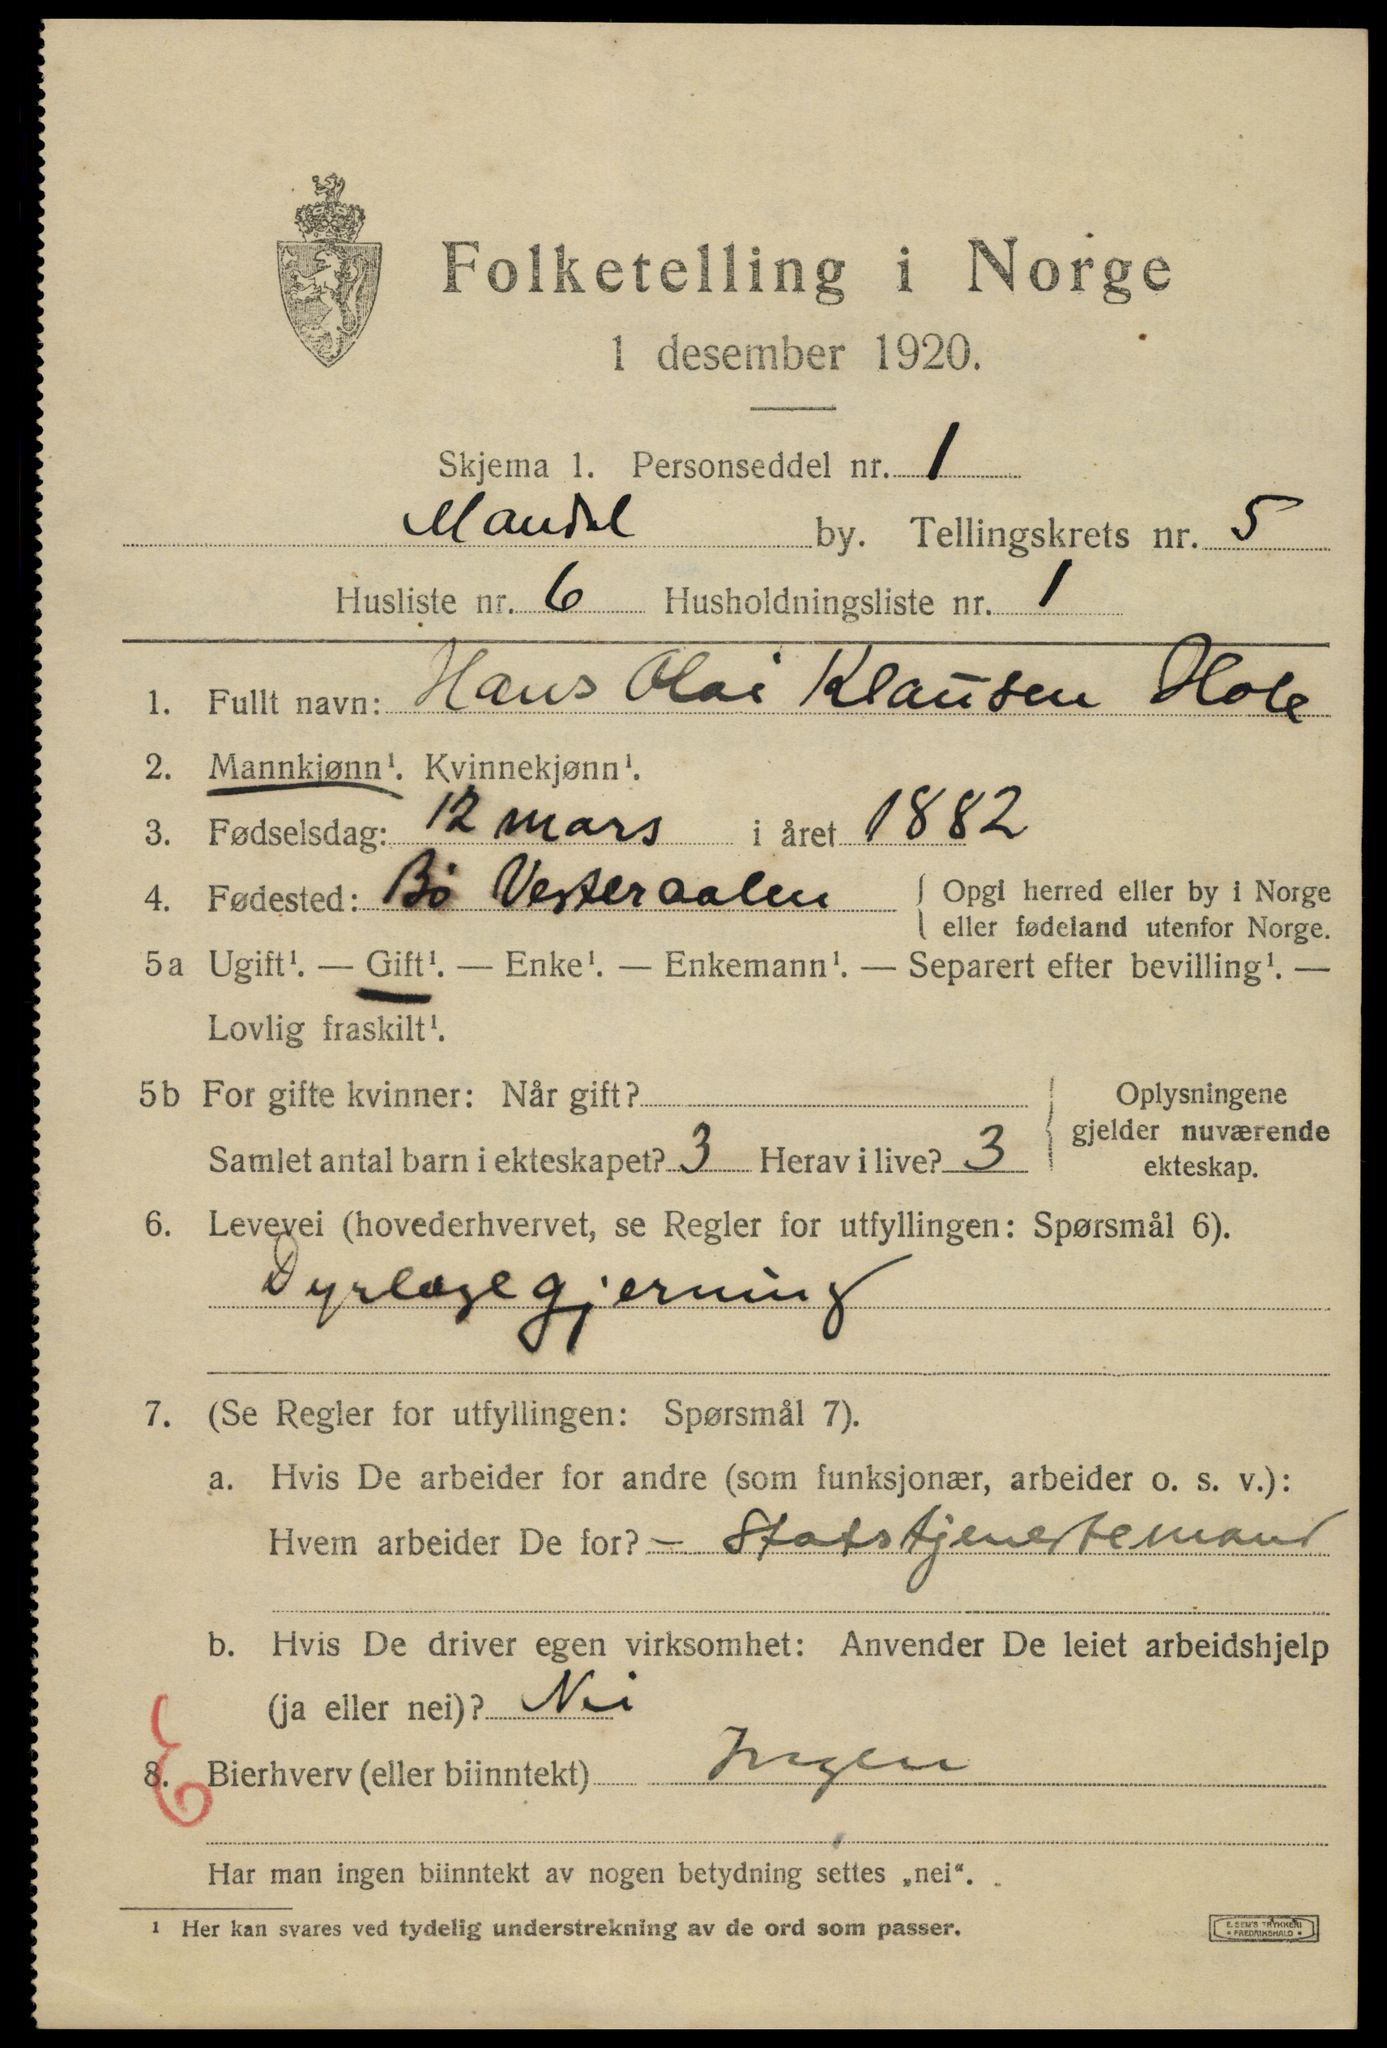 Folketelling i Norge
1 desember 1920.
Skjema 1. Personseddel nr. 1
Mandal by. Tellingskrets nr. 5
Husliste nr. 6 Husholdningsliste nr. 1
1. Fullt navn: Hans Olai Klausen Hole
2. Mannkjønn¹. Kvinnekjønn¹.
3. Fødselsdag: 12 mars i året 1882
4. Fødested: Bø Vesteraalen { Opgi herred eller by i Norge
eller fødeland utenfor Norge.
5a Ugift¹. — Gift¹. — Enke¹. — Enkemann¹. — Separert efter bevilling¹. —
Lovlig fraskilt¹.
5b For gifte kvinner: Når gift?
Samlet antal barn i ekteskapet? 3 Herav i live? 3
Oplysningene
gjelder nuværende
ekteskap.
6. Levevei (hovederhvervet, se Regler for utfyllingen: Spørsmål 6).
Dyrlægegjerning
7. (Se Regler for utfyllingen: Spørsmål 7).
a. Hvis De arbeider for andre (som funksjonær, arbeider o. s. v.):
Hvem arbeider De for? — Statstjenestemand
b. Hvis De driver egen virksomhet: Anvender De leiet arbeidshjelp
(ja eller nei)? Nei
8. Bierhverv (eller biinntekt) Ingen
Har man ingen biinntekt av nogen betydning settes „nei“.
¹ Her kan svares ved tydelig understrekning av de ord som passer.
E. SEM'S TRYKKERI
* FREDRIKSHALD *